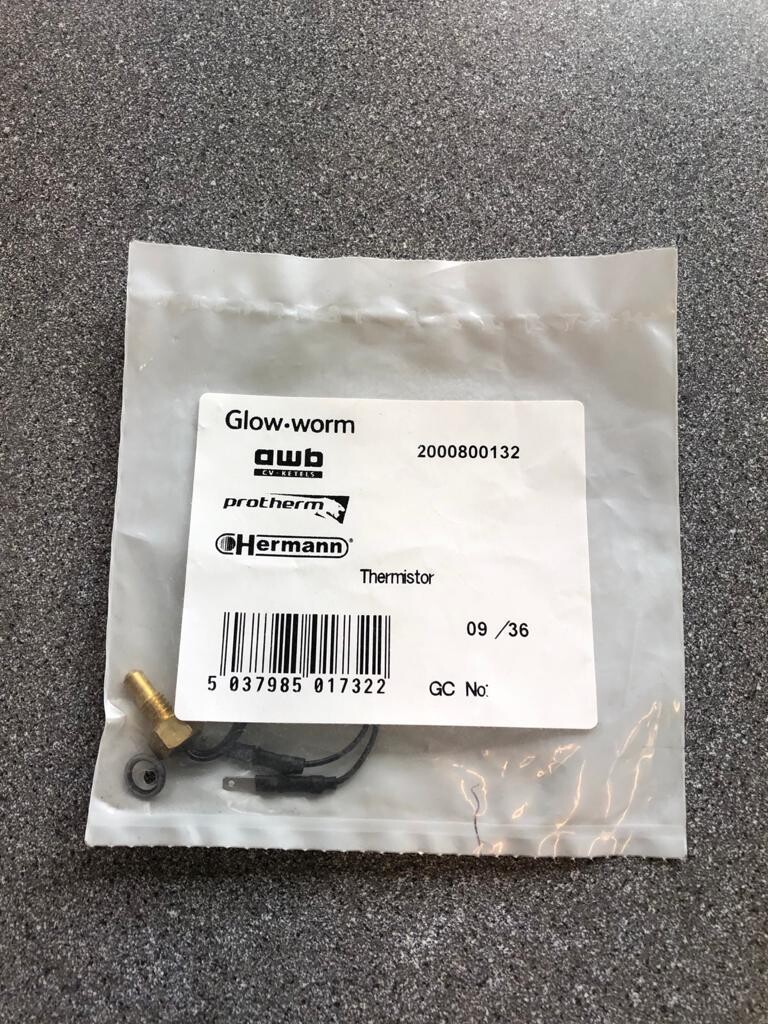 Glow•worm
awb
CV-KETELS
2000800132
protherm
Hermann®
Thermistor
09 /36
5 037985 017322
GC No: